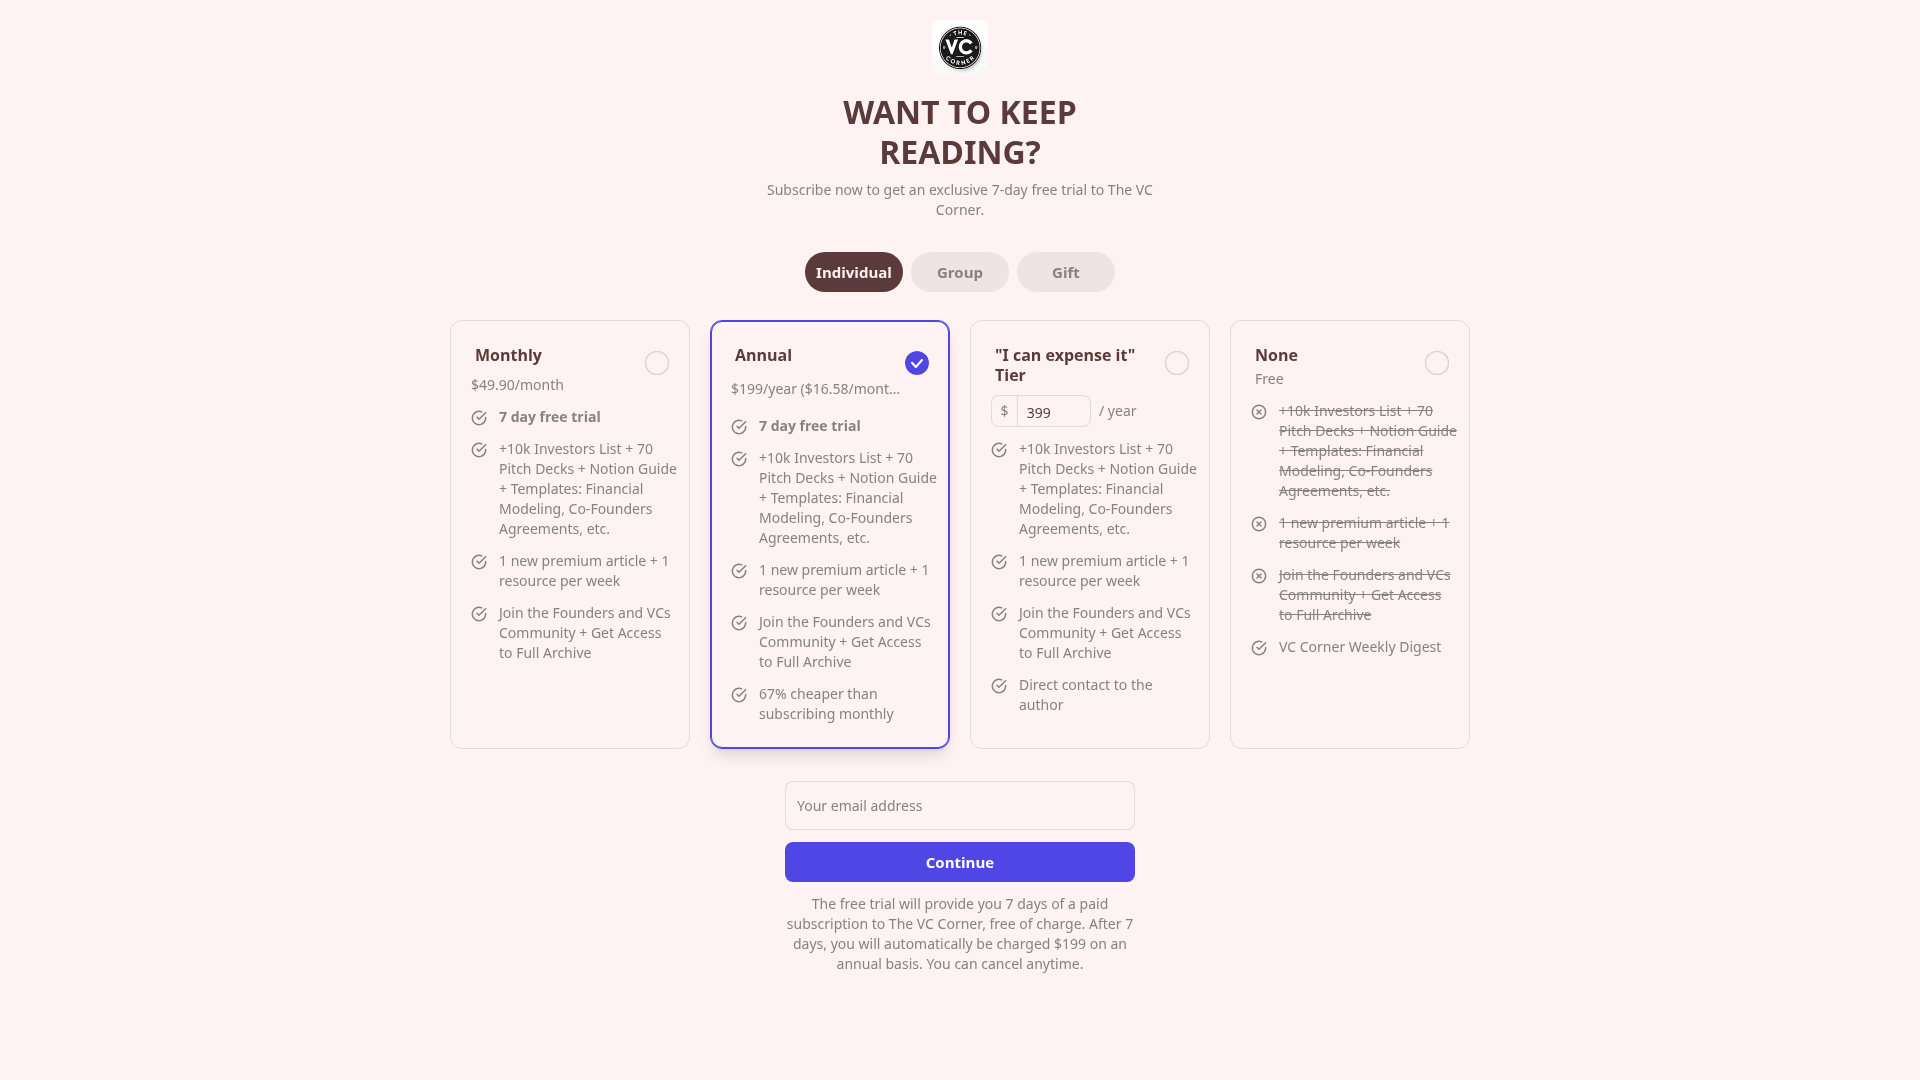 THE
VC
CORNER
WANT TO KEEP
READING?
Subscribe now to get an exclusive 7-day free trial to The VC
Corner.
Individual
Group
Gift
Monthly
$49.90/month
7 day free trial
+10k Investors List + 70
Pitch Decks + Notion Guide
+ Templates: Financial
Modeling, Co-Founders
Agreements, etc.
1 new premium article + 1
resource per week
Join the Founders and VCs
Community + Get Access
to Full Archive
Annual
$199/year ($16.58/mont...
7 day free trial
+10k Investors List + 70
Pitch Decks + Notion Guide
+ Templates: Financial
Modeling, Co-Founders
Agreements, etc.
1 new premium article + 1
resource per week
Join the Founders and VCs
Community + Get Access
to Full Archive
67% cheaper than
subscribing monthly
"I can expense it"
Tier
$ 399 / year
+10k Investors List + 70
Pitch Decks + Notion Guide
+ Templates: Financial
Modeling, Co-Founders
Agreements, etc.
1 new premium article + 1
resource per week
Join the Founders and VCs
Community + Get Access
to Full Archive
Direct contact to the
author
None
Free
+10k Investors List + 70
Pitch Decks + Notion Guide
+ Templates: Financial
Modeling, Co-Founders
Agreements, etc.
1 new premium article + 1
resource per week
Join the Founders and VCs
Community + Get Access
to Full Archive
VC Corner Weekly Digest
Your email address
Continue
The free trial will provide you 7 days of a paid
subscription to The VC Corner, free of charge. After 7
days, you will automatically be charged $199 on an
annual basis. You can cancel anytime.